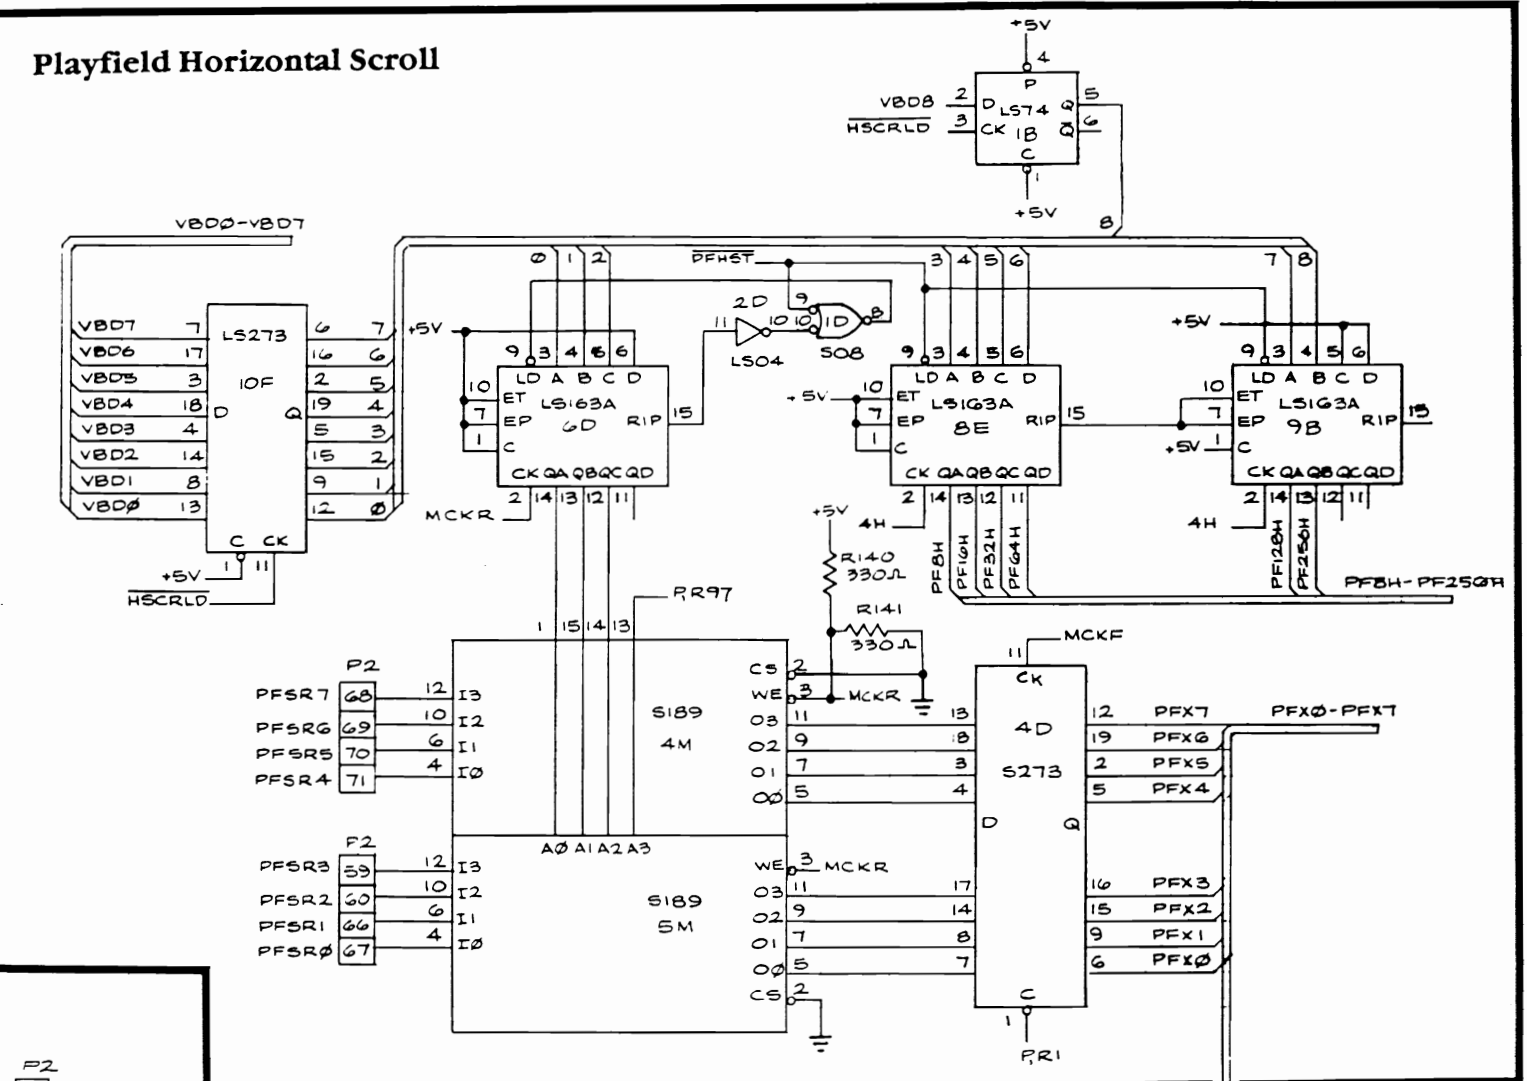 Playfield Horizontal Scroll
+5V
4
P
VBD8 2 D LS74 Q 5
HSCRLD 3 CK 1B Q 6
C
1
+5V
VBDØ-VBD7
8
Ø 1 2
PFHST
3 4 5 6
7 8
VBD7 7 LS273 6 7
VBD6 17 16 6
VBD5 3 10F 2 5
VBD4 18 D Q 19 4
VBD3 4 5 3
VBD2 14 15 2
VBD1 8 9 1
VBDØ 13 12 Ø
C CK
1 11
+5V
HSCRLD
+5V
9 3 4 5 6
LD A B C D
10 ET LS163A
7 EP 6D RIP 15
1 C
CK QA QB QC QD
2 14 13 12 11
MCKR
2D
11 10
LS04
9
10 1D 8
S08
+5V
9 3 4 5 6
LD A B C D
10 ET LS163A
7 EP 8E RIP 15
1 C
CK QA QB QC QD
2 14 13 12 11
4H
PF8H
PF16H
PF32H
PF64H
+5V
9 3 4 5 6
LD A B C D
10 ET LS163A
7 EP 9B RIP 15
+5V 1 C
CK QA QB QC QD
2 14 13 12 11
4H
PF128H
PF256H
PF8H-PF256H
+5V
R140
330Ω
R141
330Ω
P,R97
1 15 14 13
P2
PFSR7 68 12 I3
PFSR6 69 10 I2
PFSR5 70 6 I1
PFSR4 71 4 IØ
S189
4M
CS 2
WE 3 MCKR
O3 11
O2 9
O1 7
OØ 5
AØ A1 A2 A3
P2
PFSR3 59 12 I3
PFSR2 60 10 I2
PFSR1 66 6 I1
PFSRØ 67 4 IØ
S189
5M
WE 3 MCKR
O3 11
O2 9
O1 7
OØ 5
CS 2
MCKF
11
CK
13 4D 12 PFX7
18 19 PFX6
3 S273 2 PFX5
4 5 PFX4
D Q
17 16 PFX3
14 15 PFX2
8 9 PFX1
7 6 PFXØ
C
1
P,R1
PFXØ-PFX7
P2